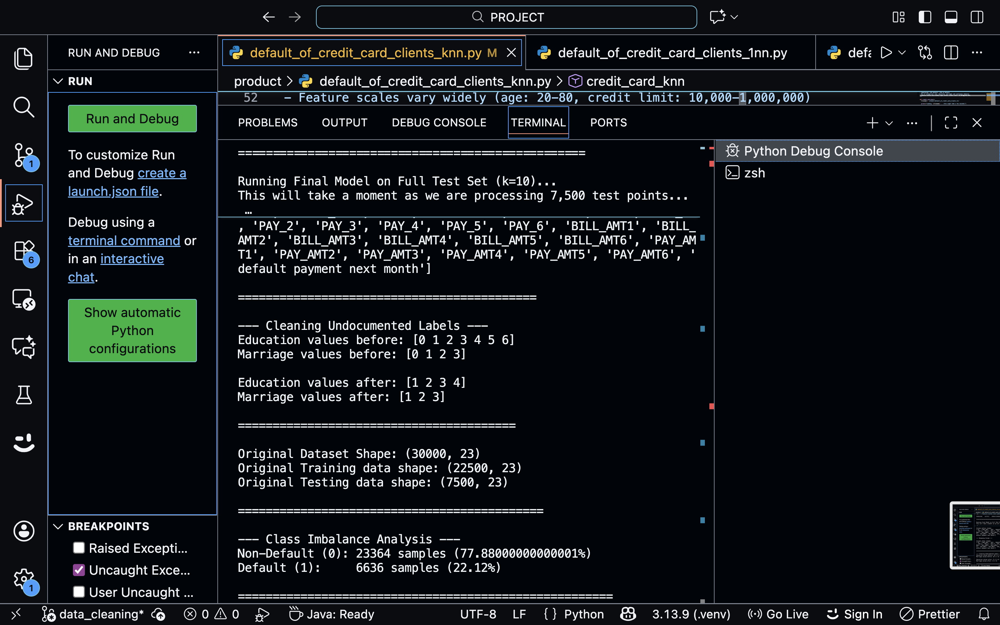 PROJECT
RUN AND DEBUG
RUN
Run and Debug
To customize Run
and Debug create a
launch.json file.
Debug using a
terminal command or
in an interactive
chat.
Show automatic
Python
configurations
BREAKPOINTS
Raised Excepti...
Uncaught Exce...
User Uncaught ...
1
6
1
default_of_credit_card_clients_knn.py M
default_of_credit_card_clients_1nn.py
product > default_of_credit_card_clients_knn.py > credit_card_knn
52 - Feature scales vary widely (age: 20-80, credit limit: 10,000-1,000,000)
PROBLEMS OUTPUT DEBUG CONSOLE TERMINAL PORTS
==================================================
Running Final Model on Full Test Set (k=10)...
This will take a moment as we are processing 7,500 test points...
…
, 'PAY_2', 'PAY_3', 'PAY_4', 'PAY_5', 'PAY_6', 'BILL_AMT1', 'BILL_
AMT2', 'BILL_AMT3', 'BILL_AMT4', 'BILL_AMT5', 'BILL_AMT6', 'PAY_AM
T1', 'PAY_AMT2', 'PAY_AMT3', 'PAY_AMT4', 'PAY_AMT5', 'PAY_AMT6', '
default payment next month']
===========================================
--- Cleaning Undocumented Labels ---
Education values before: [0 1 2 3 4 5 6]
Marriage values before: [0 1 2 3]
Education values after: [1 2 3 4]
Marriage values after: [1 2 3]
========================================
Original Dataset Shape: (30000, 23)
Original Training data shape: (22500, 23)
Original Testing data shape: (7500, 23)
============================================
--- Class Imbalance Analysis ---
Non-Default (0): 23364 samples (77.88000000000001%)
Default (1): 6636 samples (22.12%)
======================================================
Python Debug Console
zsh
data_cleaning* 0 0 Java: Ready UTF-8 LF {} Python 3.13.9 (.venv) Go Live Sign In Prettier